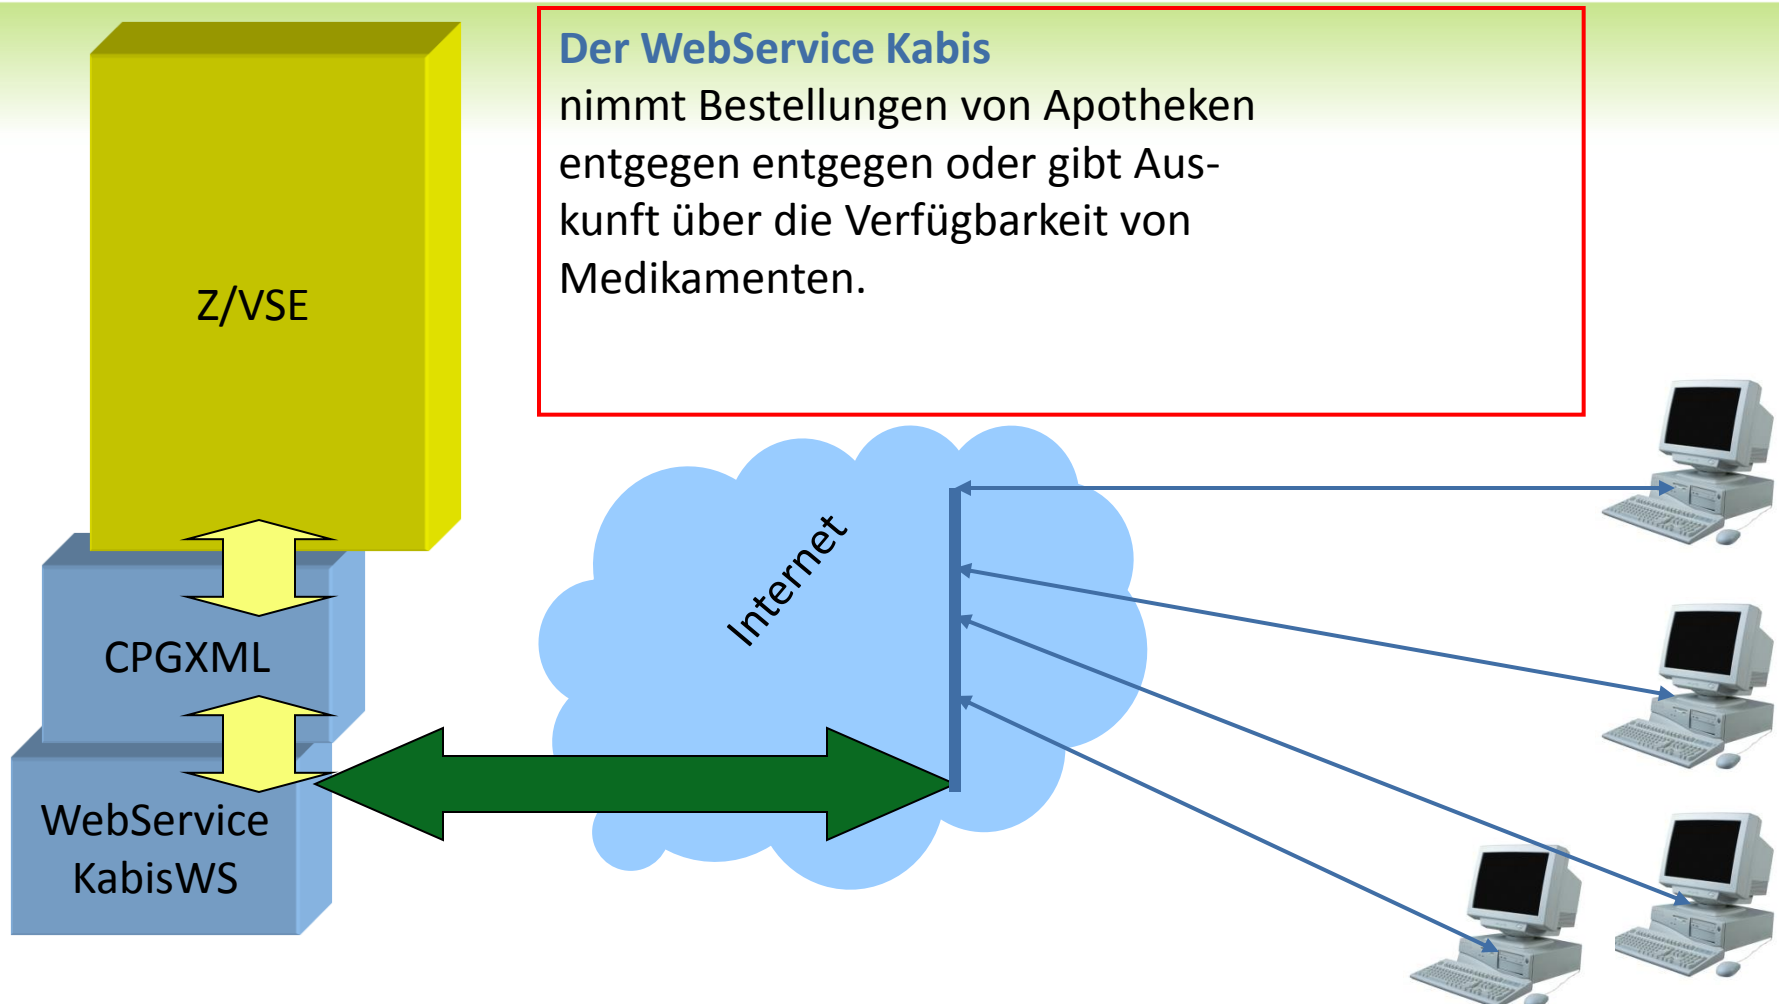 Der WebService Kabis
nimmt Bestellungen von Apotheken
entgegen entgegen oder gibt Aus-
kunft über die Verfügbarkeit von
Medikamenten.
Z/VSE
Internet
CPGXML
WebService
KabisWS